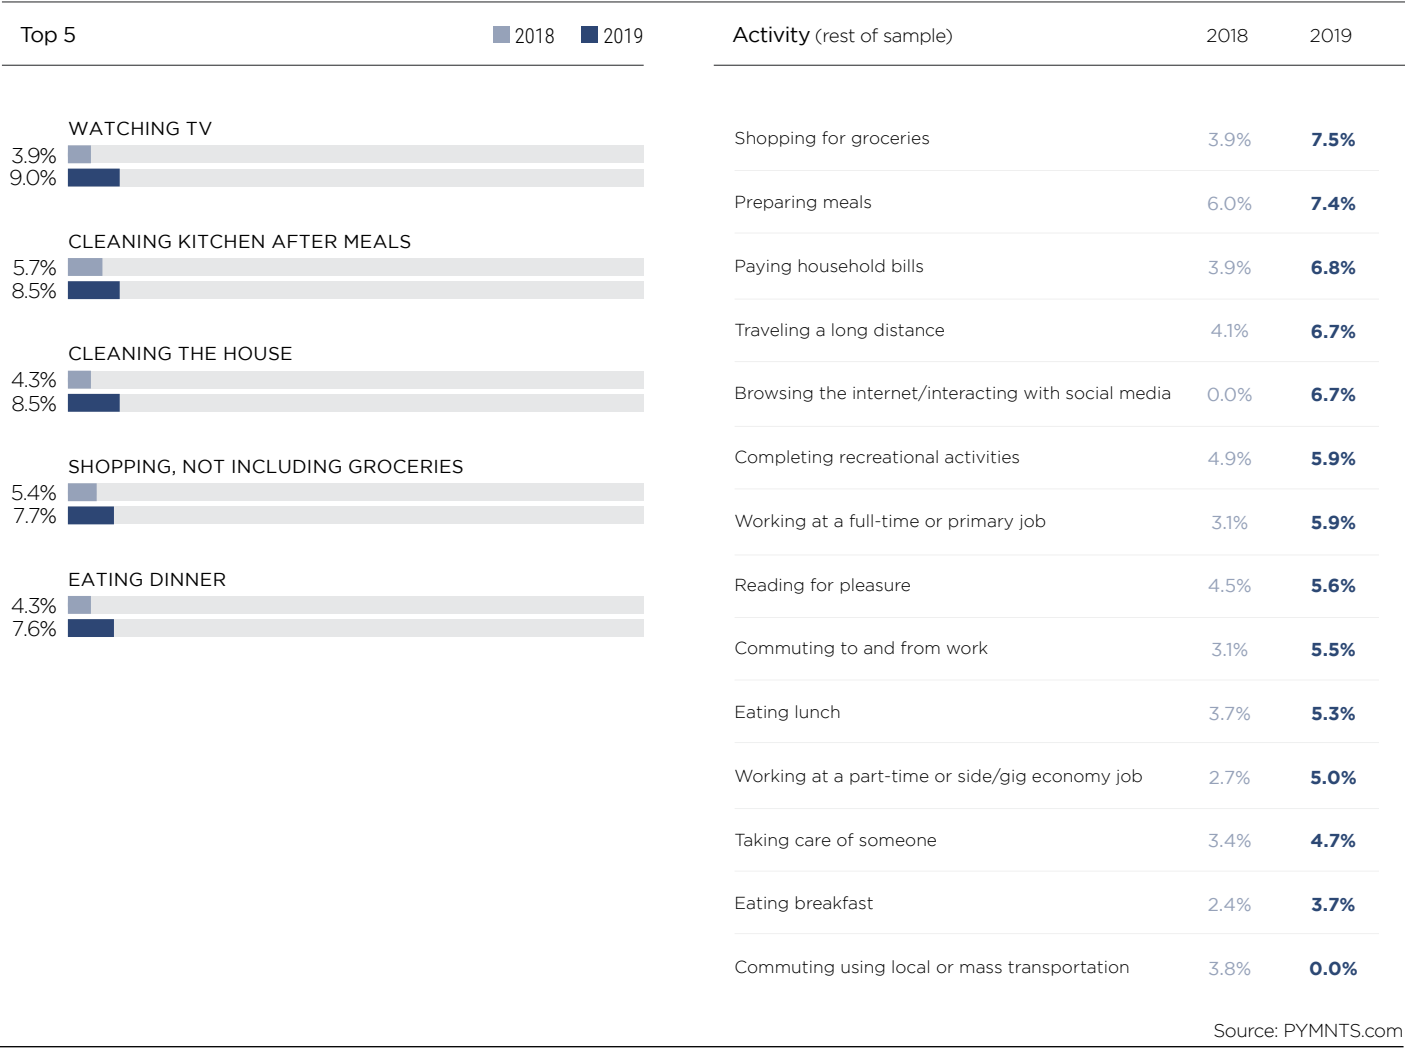 Top 5
2018 2019
WATCHING TV
3.9%
9.0%
CLEANING KITCHEN AFTER MEALS
5.7%
8.5%
CLEANING THE HOUSE
4.3%
8.5%
SHOPPING, NOT INCLUDING GROCERIES
5.4%
7.7%
EATING DINNER
4.3%
7.6%
Activity (rest of sample) 2018 2019
Shopping for groceries 3.9% 7.5%
Preparing meals 6.0% 7.4%
Paying household bills 3.9% 6.8%
Traveling a long distance 4.1% 6.7%
Browsing the internet/interacting with social media 0.0% 6.7%
Completing recreational activities 4.9% 5.9%
Working at a full-time or primary job 3.1% 5.9%
Reading for pleasure 4.5% 5.6%
Commuting to and from work 3.1% 5.5%
Eating lunch 3.7% 5.3%
Working at a part-time or side/gig economy job 2.7% 5.0%
Taking care of someone 3.4% 4.7%
Eating breakfast 2.4% 3.7%
Commuting using local or mass transportation 3.8% 0.0%
Source: PYMNTS.com